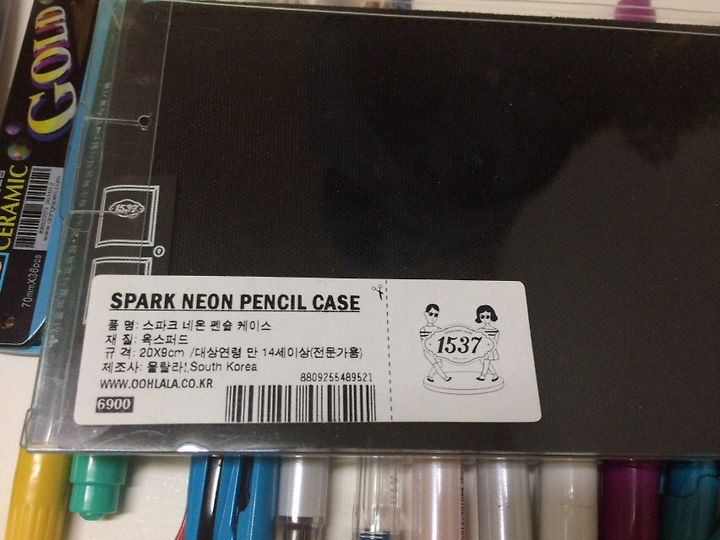 GOLD
CERAMIC
70mmX36pcs
1537
SPARK NEON PENCIL CASE
품 명: 스파크 네온 펜슬 케이스
재 질: 옥스퍼드
규 격: 20X9cm /대상연령 만 14세이상(전문가용)
제조사: 울랄라!,South Korea
WWW.OOHLALA.CO.KR
8809255489521
6900
1537